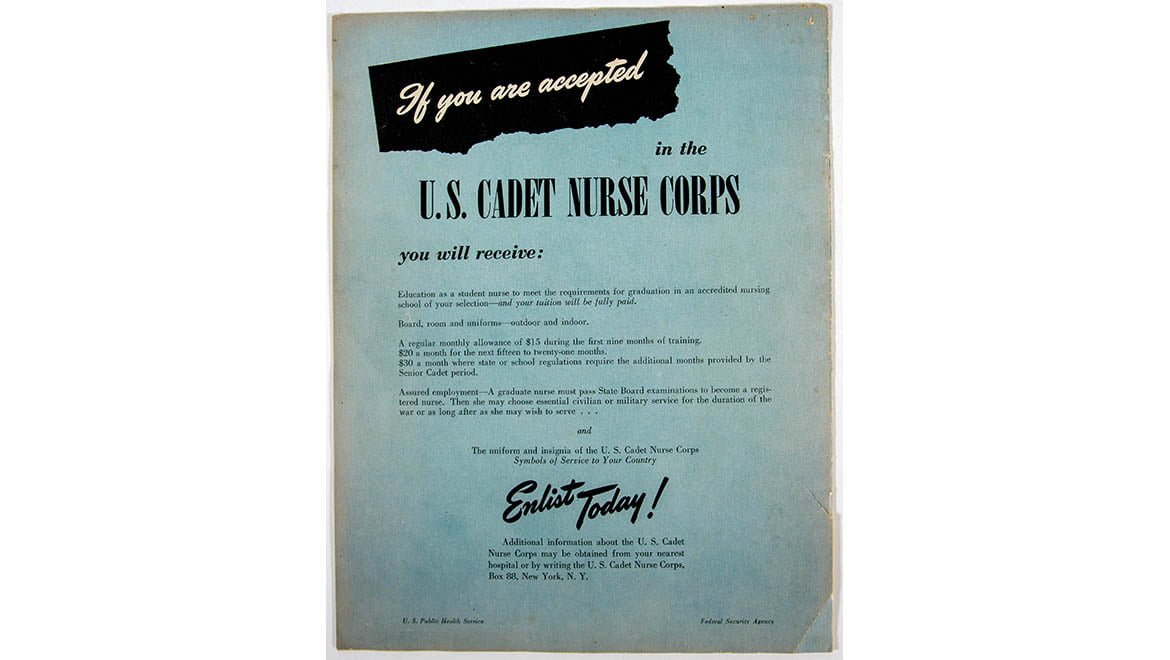 If you are accepted
in the
U. S. CADET NURSE CORPS
you will receive:
Education as a student nurse to meet the requirements for graduation in an accredited nursing
school of your selection—and your tuition will be fully paid.
Board, room and uniforms—outdoor and indoor.
A regular monthly allowance of $15 during the first nine months of training.
$20 a month for the next fifteen to twenty-one months.
$30 a month where state or school regulations require the additional months provided by the
Senior Cadet period.
Assured employment—A graduate nurse must pass State Board examinations to become a regis-
tered nurse. Then she may choose essential civilian or military service for the duration of the
war or as long after as she may wish to serve . . .
and
The uniform and insignia of the U. S. Cadet Nurse Corps
Symbols of Service to Your Country
Enlist Today!
Additional information about the U. S. Cadet
Nurse Corps may be obtained from your nearest
hospital or by writing the U. S. Cadet Nurse Corps,
Box 88, New York, N. Y.
U. S. Public Health Service
Federal Security Agency